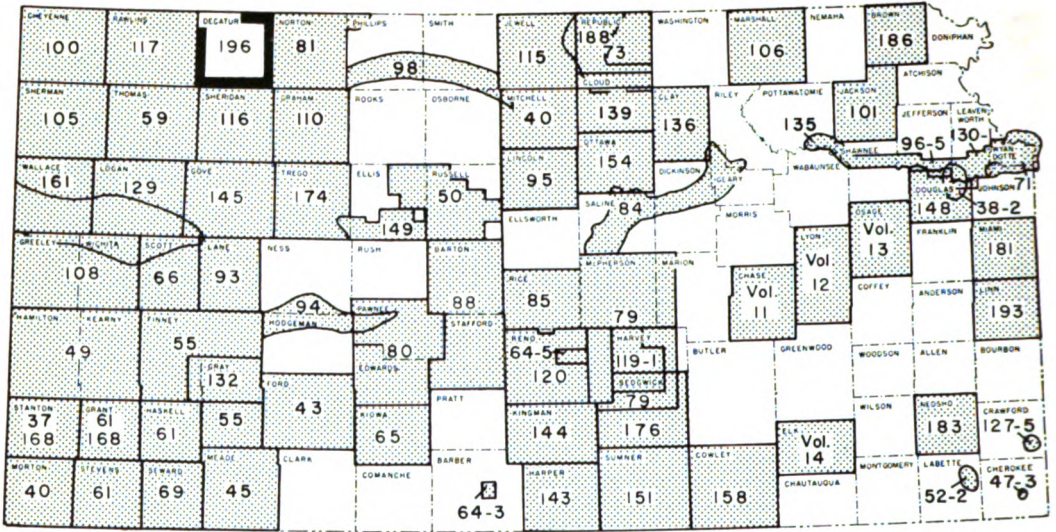 CHEYENNE RAWLINS DECATUR NORTON PHILLIPS SMITH JEWELL REPUBLIC WASHINGTON MARSHALL NEMAHA BROWN DONIPHAN
100 117 196 81 98 115 188 73 106 186
ATCHISON
SHERMAN THOMAS SHERIDAN GRAHAM ROOKS OSBORNE MITCHELL CLOUD CLAY RILEY POTTAWATOMIE JACKSON JEFFERSON LEAVEN-
WORTH
105 59 116 110 40 139 136 135 101 96-5 130-1
WALLACE LOGAN GOVE TREGO ELLIS RUSSELL LINCOLN OTTAWA DICKINSON GEARY WABAUNSEE SHAWNEE DOUGLAS JOHNSON WYAN-
DOTTE
161 129 145 174 149 50 95 154 148 38-2 71
SALINE
84
ELLSWORTH MORRIS OSAGE FRANKLIN MIAMI
Vol.
13
181
GREELEY WICHITA SCOTT LANE NESS RUSH BARTON RICE MCPHERSON MARION CHASE LYON COFFEY ANDERSON LINN
108 66 93 94 88 85 79
Vol.
11
Vol
12
193
HAMILTON KEARNY FINNEY HODGEMAN PAWNEE STAFFORD RENO HARVEY BUTLER GREENWOOD WOODSON ALLEN BOURBON
49 55 80 64-5 120 119-1
GRAY FORD EDWARDS PRATT SEDGWICK
132 43 79
STANTON GRANT HASKELL KIOWA KINGMAN ELK WILSON NEOSHO CRAWFORD
37 61 61 55 65 144 176
168 168
Vol.
14
183 127-5
MORTON STEVENS SEWARD MEADE CLARK COMANCHE BARBER HARPER SUMNER COWLEY CHAUTAUQUA MONTGOMERY LABETTE CHEROKEE
40 61 69 45 64-3 143 151 158 52-2 47-3